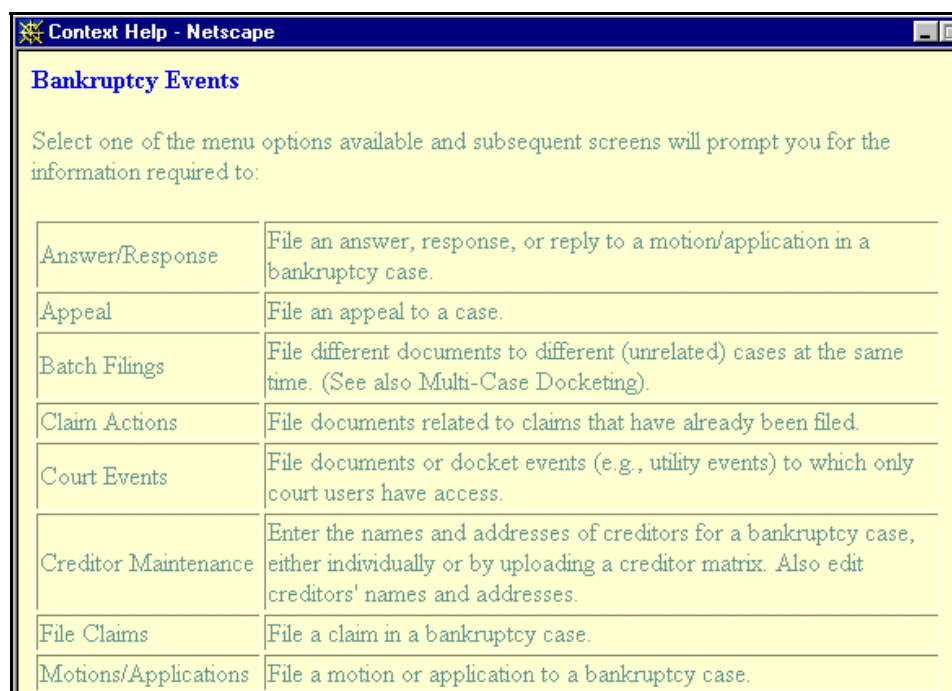 Context Help - Netscape
Bankruptcy Events
Select one of the menu options available and subsequent screens will prompt you for the
information required to:
Answer/Response
File an answer, response, or reply to a motion/application in a
bankruptcy case.
Appeal
File an appeal to a case.
Batch Filings
File different documents to different (unrelated) cases at the same
time. (See also Multi-Case Docketing).
Claim Actions
File documents related to claims that have already been filed.
Court Events
File documents or docket events (e.g., utility events) to which only
court users have access.
Creditor Maintenance
Enter the names and addresses of creditors for a bankruptcy case,
either individually or by uploading a creditor matrix. Also edit
creditors' names and addresses.
File Claims
File a claim in a bankruptcy case.
Motions/Applications
File a motion or application to a bankruptcy case.